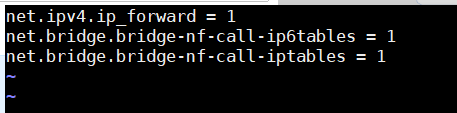 net.ipv4.ip_forward = 1
net.bridge.bridge-nf-call-ip6tables = 1
net.bridge.bridge-nf-call-iptables = 1
~
~